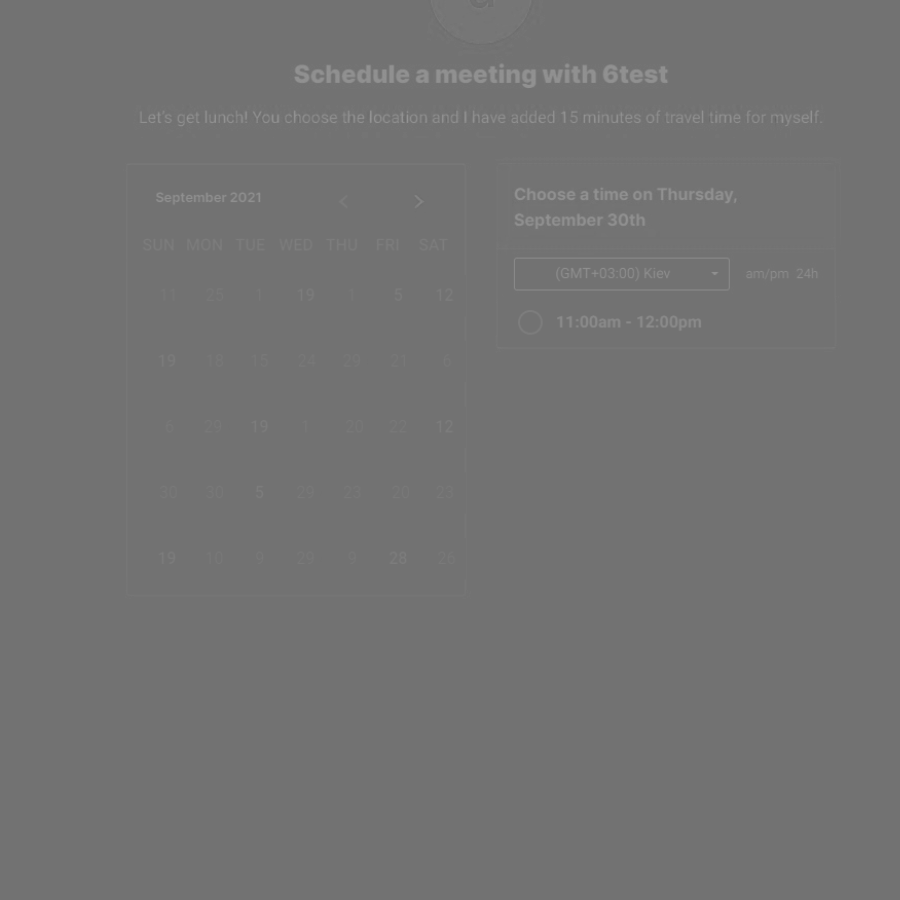 Schedule a meeting with 6test
Let's get lunch! You choose the location and I have added 15 minutes of travel time for myself.
September 2021
SUN MON TUE WED THU FRI SAT
11 25 1 19 1 5 12
19 18 15 24 29 21 6
6 29 19 1 20 22 12
30 30 5 29 23 20 23
19 10 9 29 9 28 26
Choose a time on Thursday,
September 30th
(GMT+03:00) Kiev
am/pm 24h
11:00am - 12:00pm